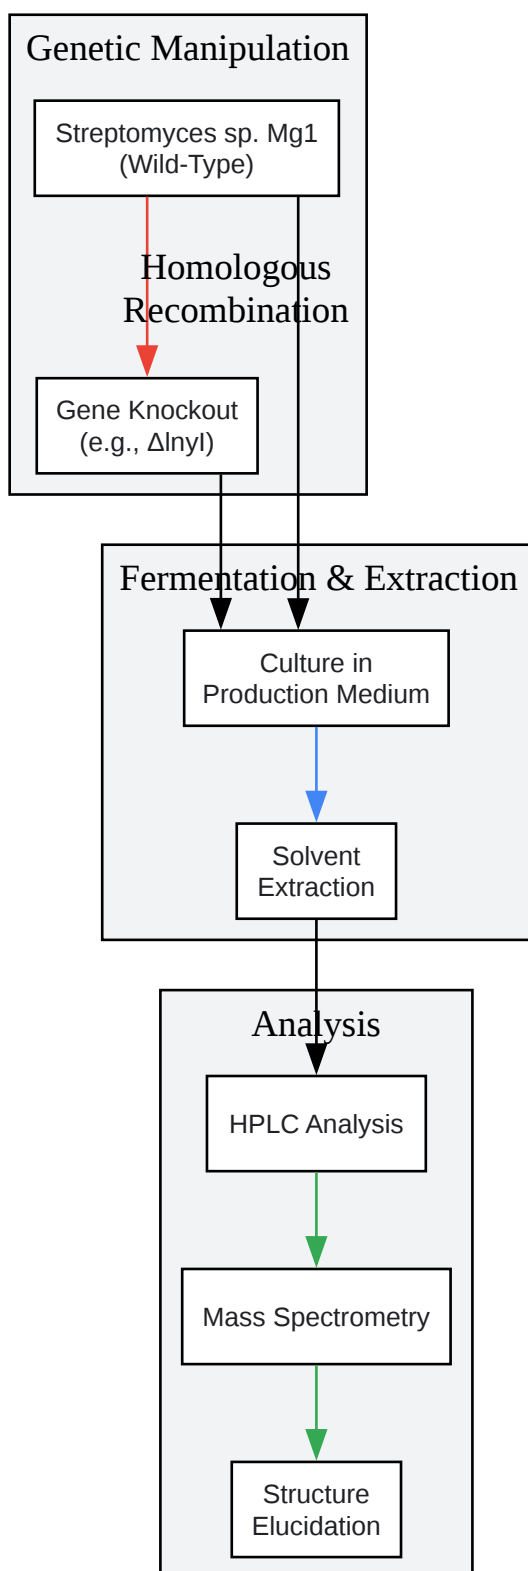 Genetic Manipulation
Streptomyces sp. Mg1
(Wild-Type)
Homologous
Recombination
Gene Knockout
(e.g., ΔlnyI)
Fermentation & Extraction
Culture in
Production Medium
Solvent
Extraction
Analysis
HPLC Analysis
Mass Spectrometry
Structure
Elucidation